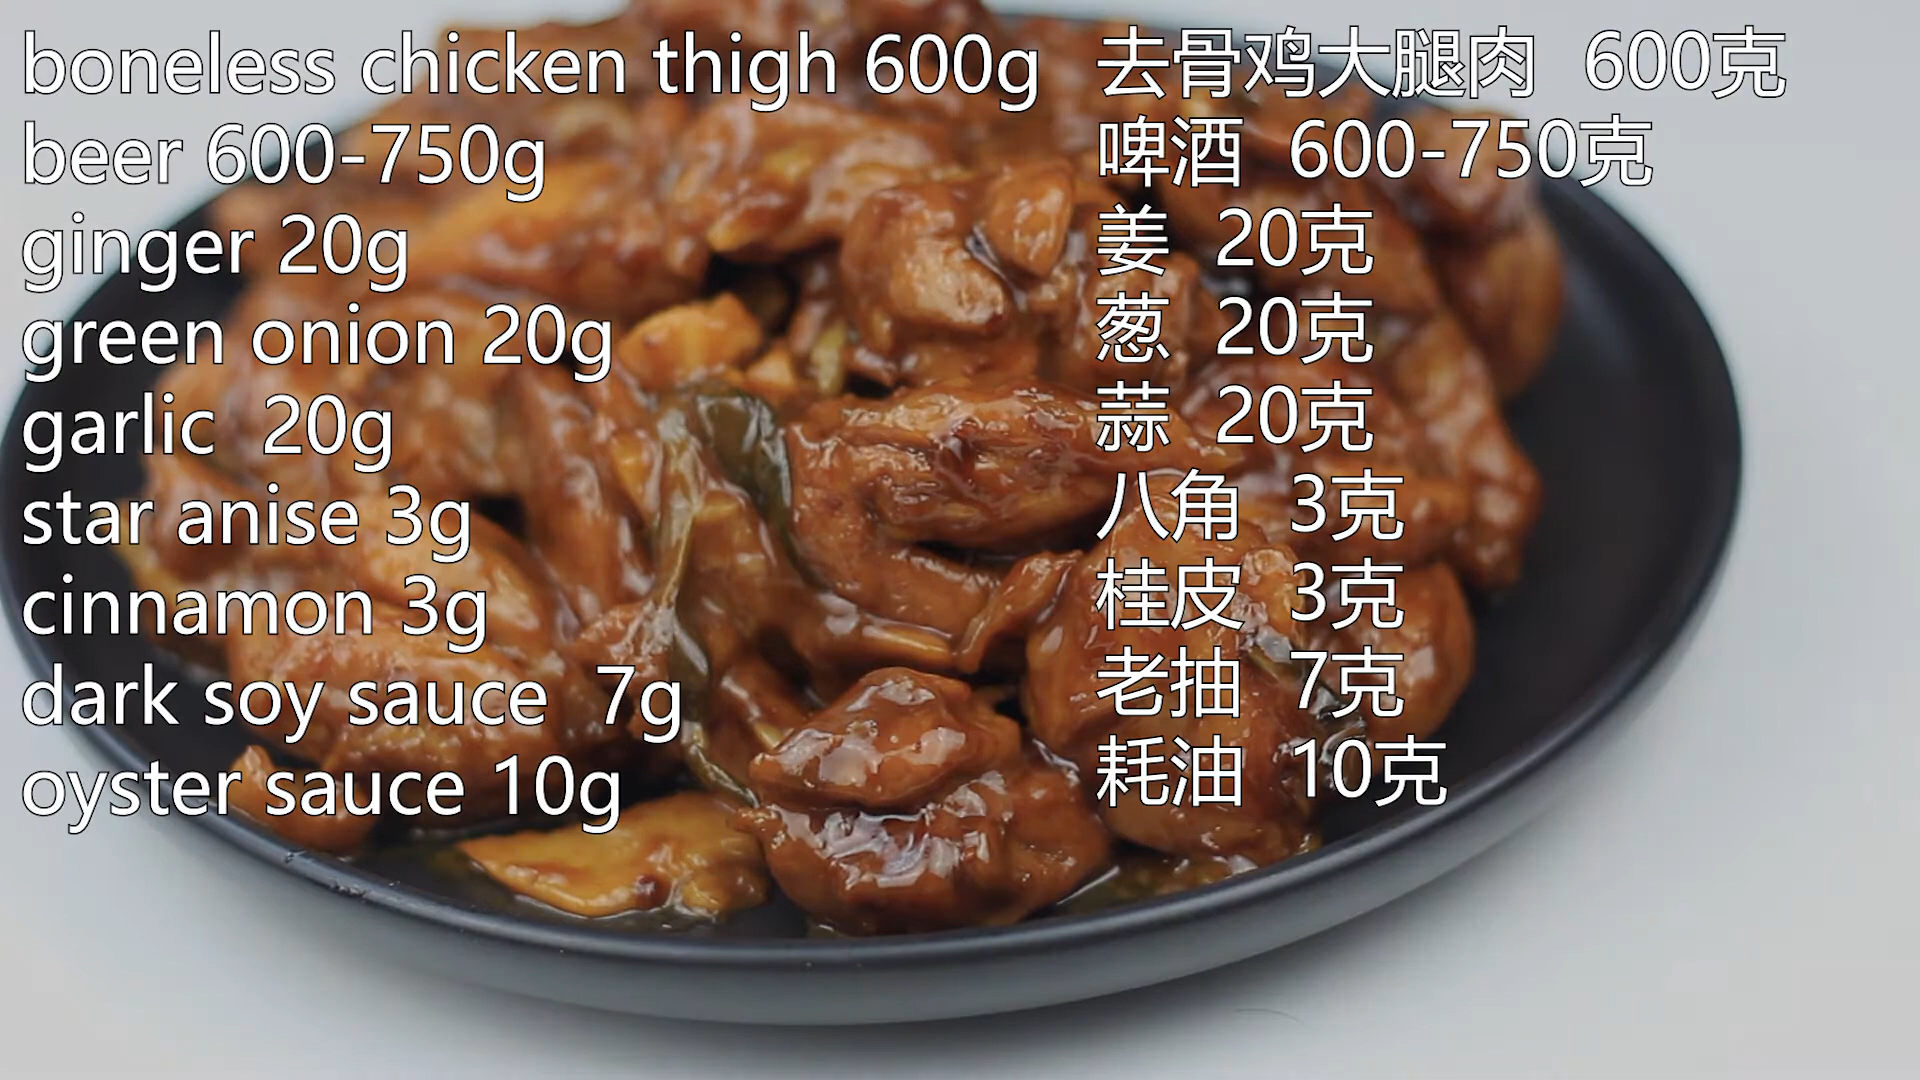 boneless chicken thigh 600g
beer 600-750g
ginger 20g
green onion 20g
garlic  20g
star anise 3g
cinnamon 3g
dark soy sauce  7g
oyster sauce 10g
去骨鸡大腿肉  600克
啤酒  600-750克
姜  20克
葱  20克
蒜  20克
八角  3克
桂皮  3克
老抽  7克
耗油  10克